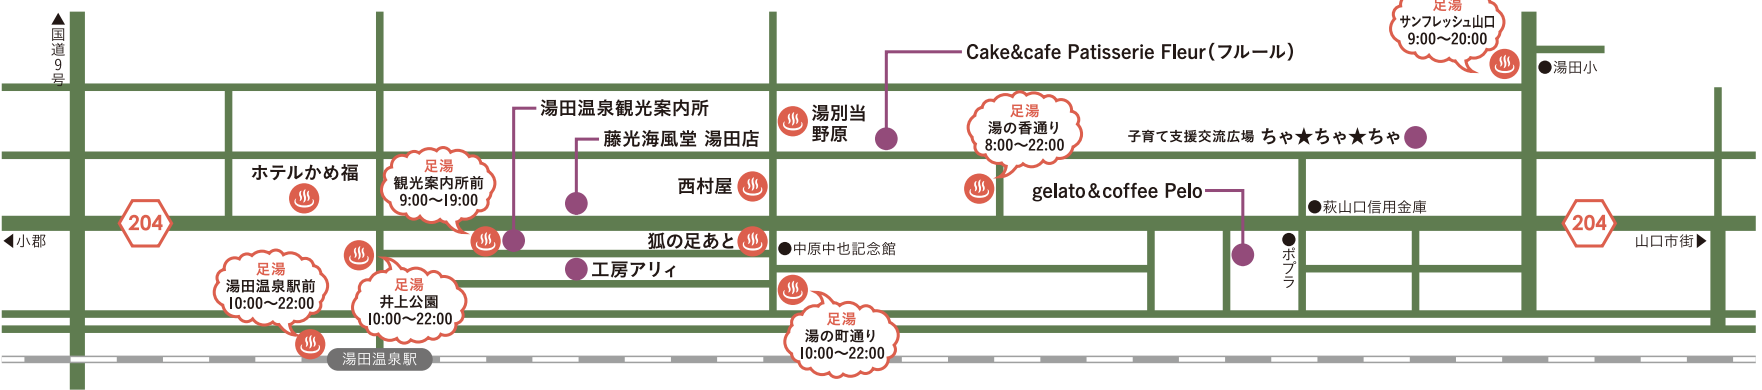 ▲国道9号
足湯
サンフレッシュ山口
9:00〜20:00
●湯田小
Cake&cafe Patisserie Fleur(フルール)
湯田温泉観光案内所
藤光海風堂 湯田店
湯別当
野原
足湯
湯の香通り
8:00〜22:00
子育て支援交流広場 ちゃ★ちゃ★ちゃ
ホテルかめ福
足湯
観光案内所前
9:00〜19:00
西村屋
gelato&coffee Pelo
●萩山口信用金庫
204
204
◀小郡
狐の足あと
●中原中也記念館
●ポプラ
山口市街▶
工房アリィ
足湯
湯田温泉駅前
10:00〜22:00
足湯
井上公園
10:00〜22:00
足湯
湯の町通り
10:00〜22:00
湯田温泉駅